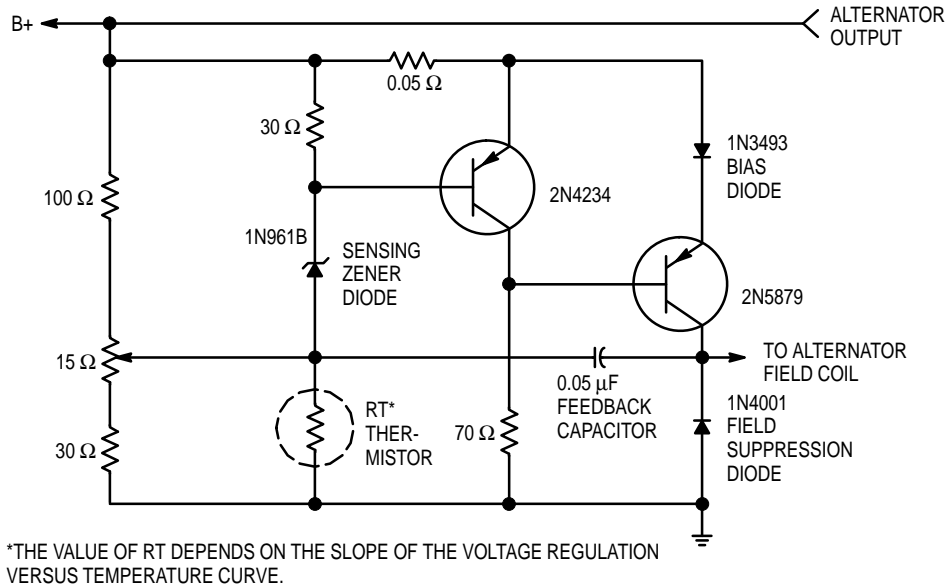 B+
ALTERNATOR
OUTPUT
0.05 Ω
30 Ω
1N3493
BIAS
DIODE
100 Ω
2N4234
1N961B
SENSING
ZENER
DIODE
2N5879
15 Ω
TO ALTERNATOR
FIELD COIL
0.05 µF
FEEDBACK
CAPACITOR
1N4001
FIELD
SUPPRESSION
DIODE
RT*
THER-
MISTOR
70 Ω
30 Ω
*THE VALUE OF RT DEPENDS ON THE SLOPE OF THE VOLTAGE REGULATION
VERSUS TEMPERATURE CURVE.